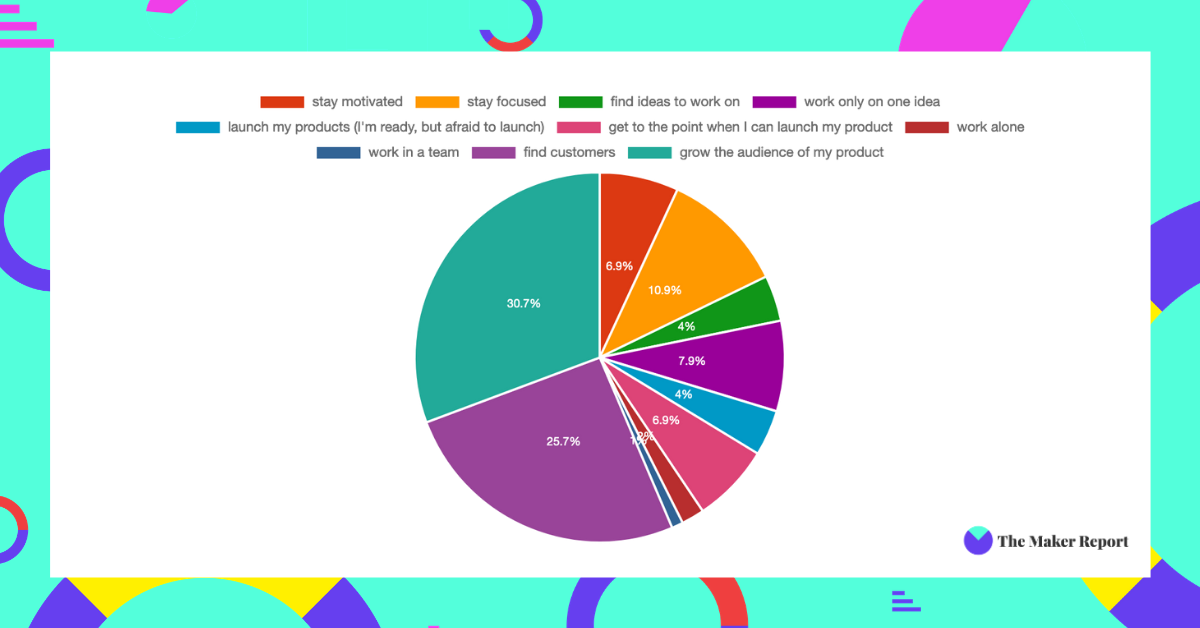 stay motivated stay focused find ideas to work on work only on one idea
launch my products (I'm ready, but afraid to launch) get to the point when I can launch my product work alone
work in a team find customers grow the audience of my product
6.9%
10.9%
30.7%
4%
7.9%
4%
6.9%
2%
1%
25.7%
The Maker Report